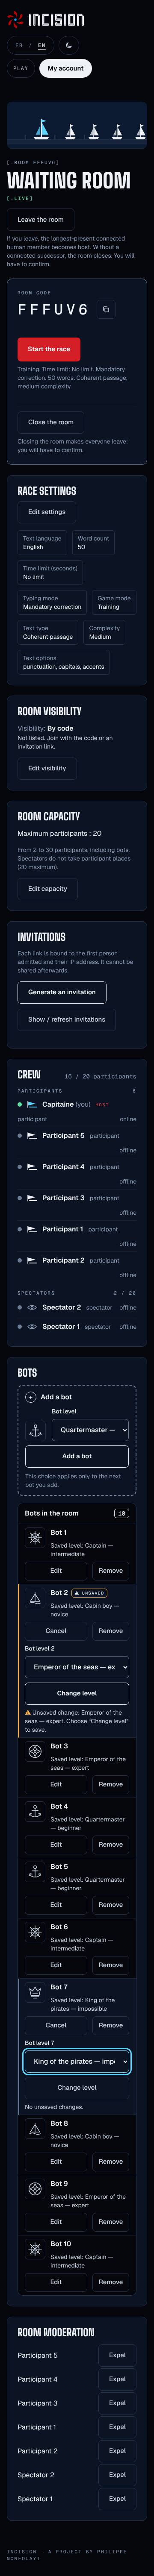 INCISION
FR / EN
PLAY
My account
[.ROOM FFFUV6]
WAITING ROOM
[.LIVE]
Leave the room
If you leave, the longest-present connected
human member becomes host. Without a
connected successor, the room closes. You will
have to confirm.
ROOM CODE
FFFUV6
Start the race
Training. Time limit: No limit. Mandatory
correction. 50 words. Coherent passage,
medium complexity.
Close the room
Closing the room makes everyone leave:
you will have to confirm.
RACE SETTINGS
Edit settings
Text language
English
Word count
50
Time limit (seconds)
No limit
Typing mode
Mandatory correction
Game mode
Training
Text type
Coherent passage
Complexity
Medium
Text options
punctuation, capitals, accents
ROOM VISIBILITY
Visibility: By code
Not listed. Join with the code or an
invitation link.
Edit visibility
ROOM CAPACITY
Maximum participants : 20
From 2 to 30 participants, including bots.
Spectators do not take participant places
(20 maximum).
Edit capacity
INVITATIONS
Each link is bound to the first person
admitted and their IP address. It cannot be
shared afterwards.
Generate an invitation
Show / refresh invitations
CREW
16 / 20 participants
PARTICIPANTS 6
Capitaine (you) HOST
participant online
Participant 5 participant
offline
Participant 4 participant
offline
Participant 3 participant
offline
Participant 1 participant
offline
Participant 2 participant
offline
SPECTATORS 2 / 20
Spectator 2 spectator offline
Spectator 1 spectator offline
BOTS
+ Add a bot
Bot level
Quartermaster —
Add a bot
This choice applies only to the next
bot you add.
Bots in the room 10
Bot 1
Saved level: Captain —
intermediate
Edit Remove
Bot 2 ▲ UNSAVED
Saved level: Cabin boy —
novice
Cancel Remove
Bot level 2
Emperor of the seas — ex
Change level
⚠ Unsaved change: Emperor of the
seas — expert. Choose “Change level”
to save.
Bot 3
Saved level: Emperor of the
seas — expert
Edit Remove
Bot 4
Saved level: Quartermaster
— beginner
Edit Remove
Bot 5
Saved level: Quartermaster
— beginner
Edit Remove
Bot 6
Saved level: Captain —
intermediate
Edit Remove
Bot 7
Saved level: King of the
pirates — impossible
Cancel Remove
Bot level 7
King of the pirates — impo
Change level
No unsaved changes.
Bot 8
Saved level: Cabin boy —
novice
Edit Remove
Bot 9
Saved level: Emperor of the
seas — expert
Edit Remove
Bot 10
Saved level: Captain —
intermediate
Edit Remove
ROOM MODERATION
Participant 5 Expel
Participant 4 Expel
Participant 3 Expel
Participant 1 Expel
Participant 2 Expel
Spectator 2 Expel
Spectator 1 Expel
INCISION · A PROJECT BY PHILIPPE
MONFOUAYI